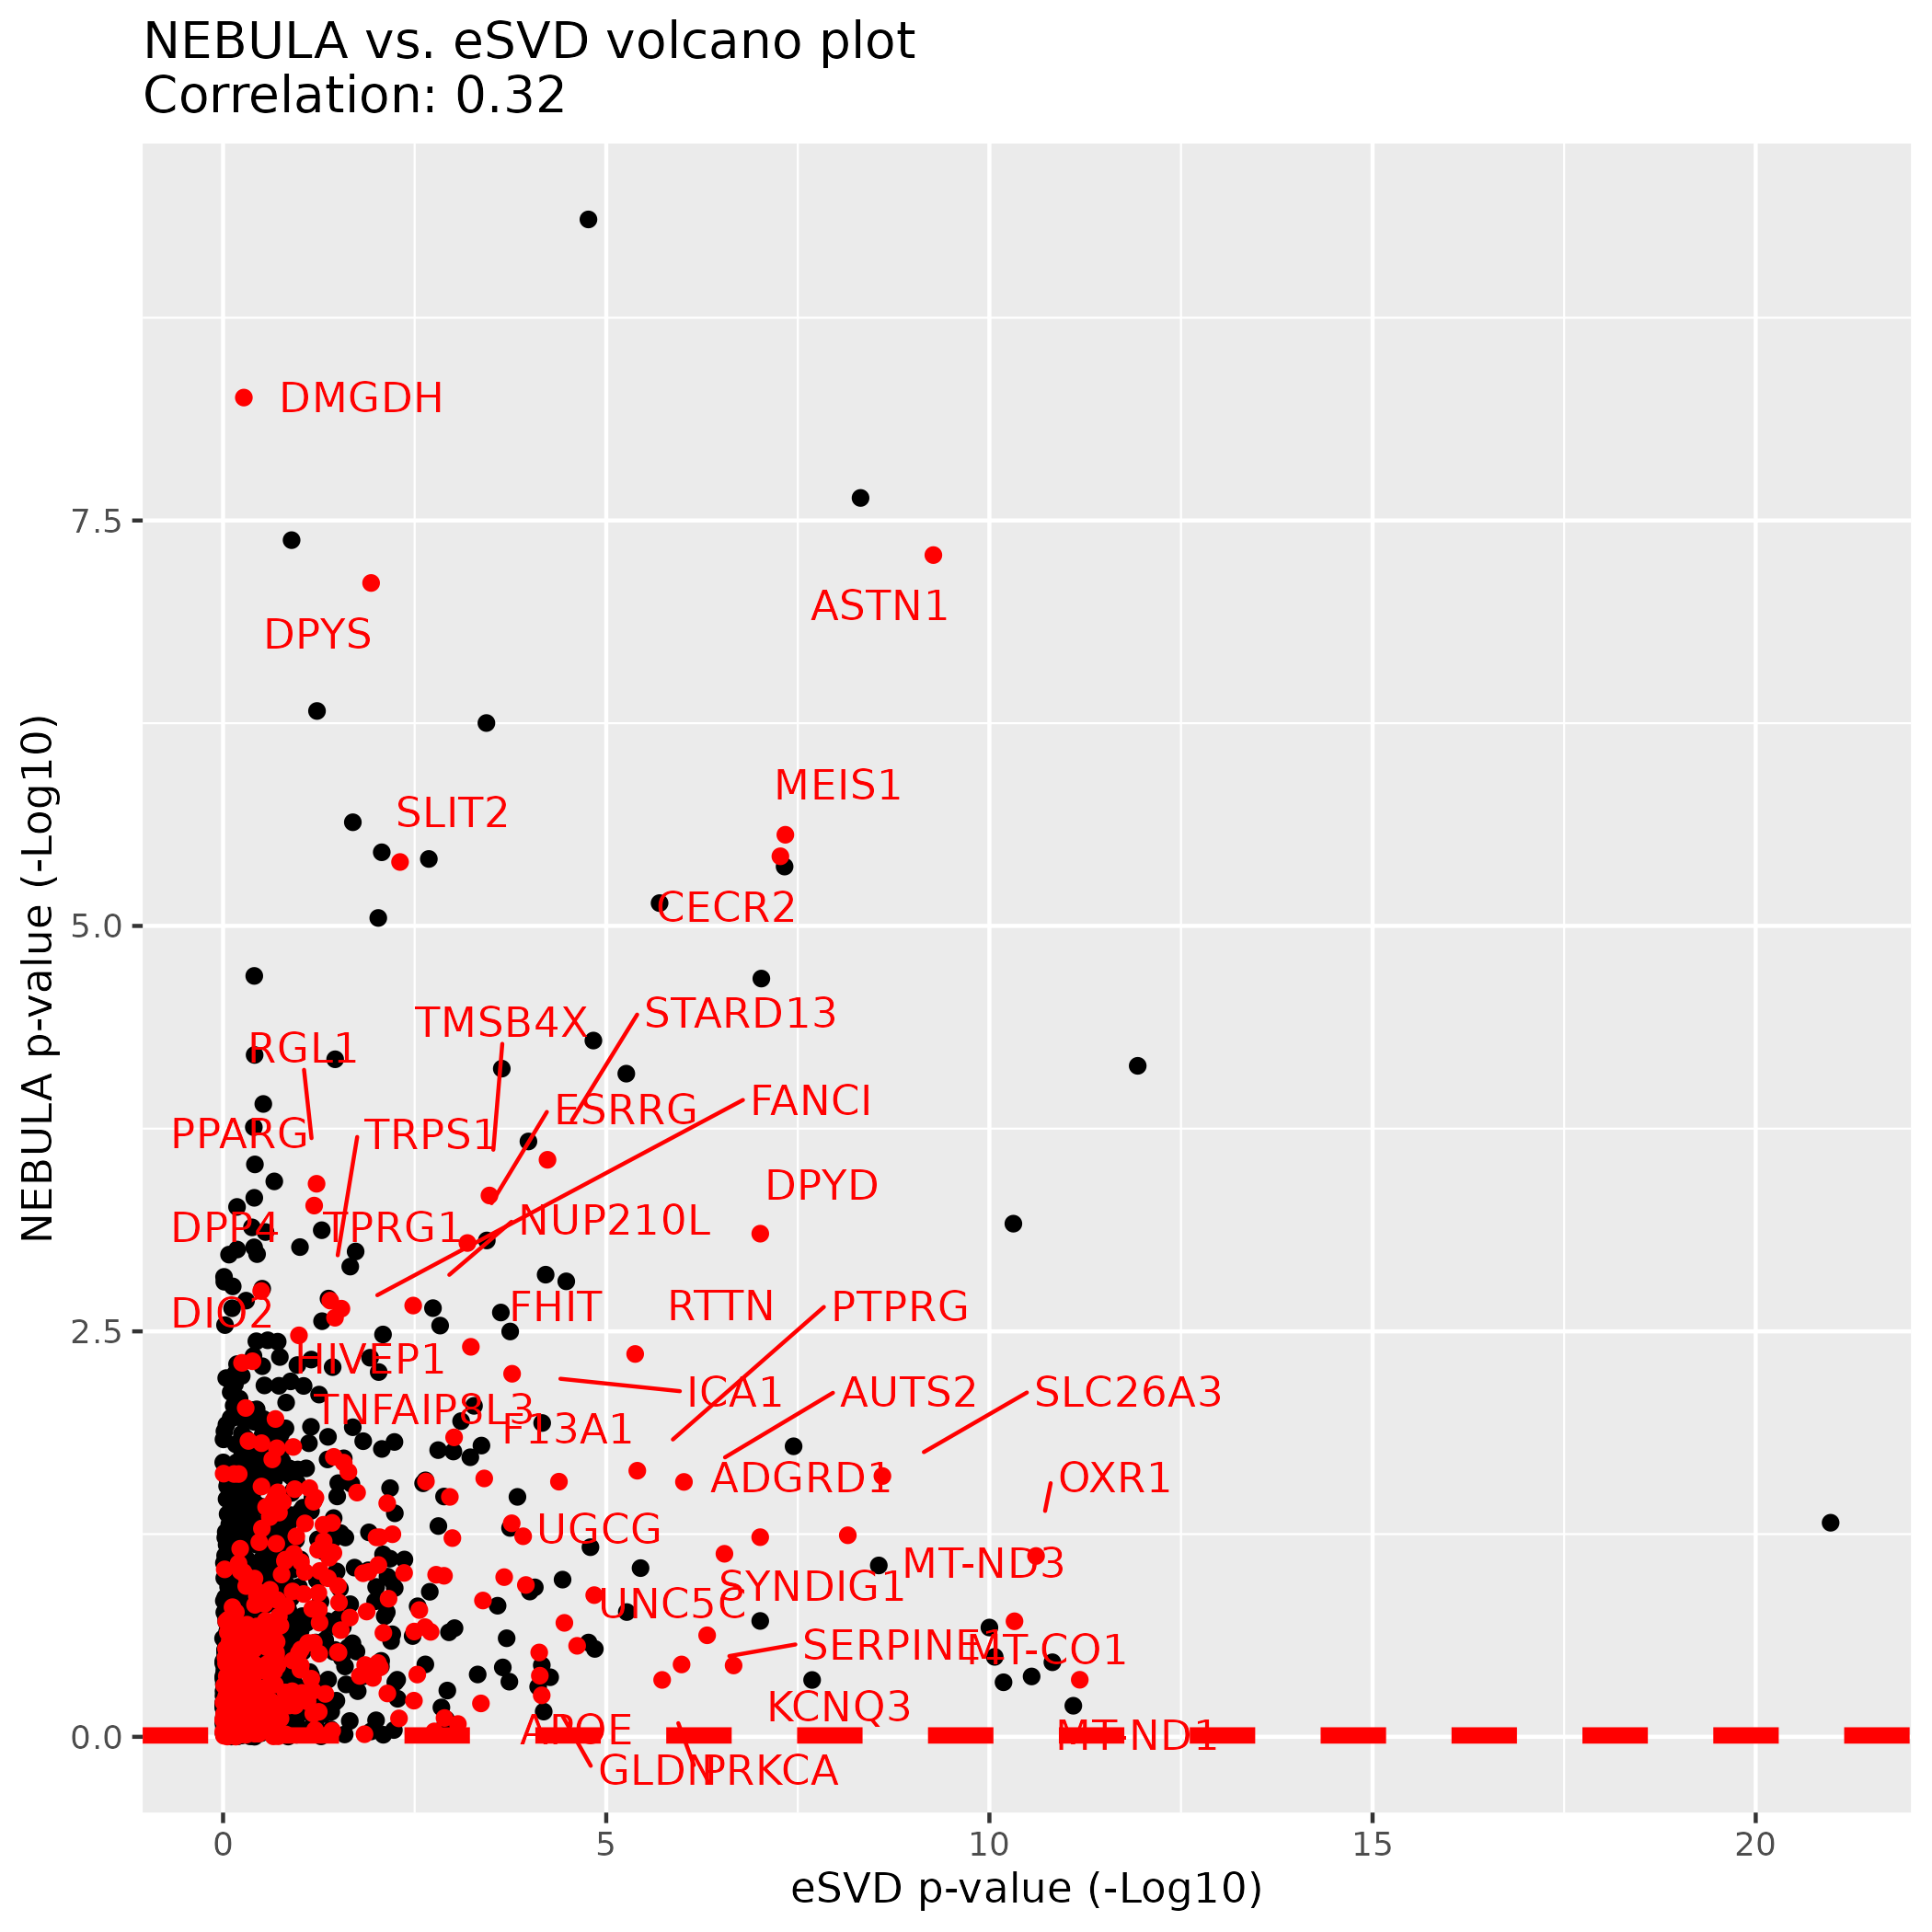 NEBULA vs. eSVD volcano plot
Correlation: 0.32
DMGDH
7.5
ASTN1
DPYS
MEIS1
SLIT2
CECR2
5.0
STARD13
TMSB4X
RGL1
FANCI
ESRRG
PPARG
TRPS1
DPYD
NUP210L
DPP4
TPRG1
FHIT
RTTN
PTPRG
DIO2
2.5
HIVEP1
ICA1
AUTS2
SLC26A3
TNFAIP8L3
F13A1
ADGRD1
OXR1
UGCG
MT-ND3
SYNDIG1
UNC5C
SERPINE
MT-CO1
KCNQ3
APOE
MT-ND1
0.0
GLDN
PRKCA
0
5
10
15
20
eSVD p-value (-Log10)
NEBULA p-value (-Log10)